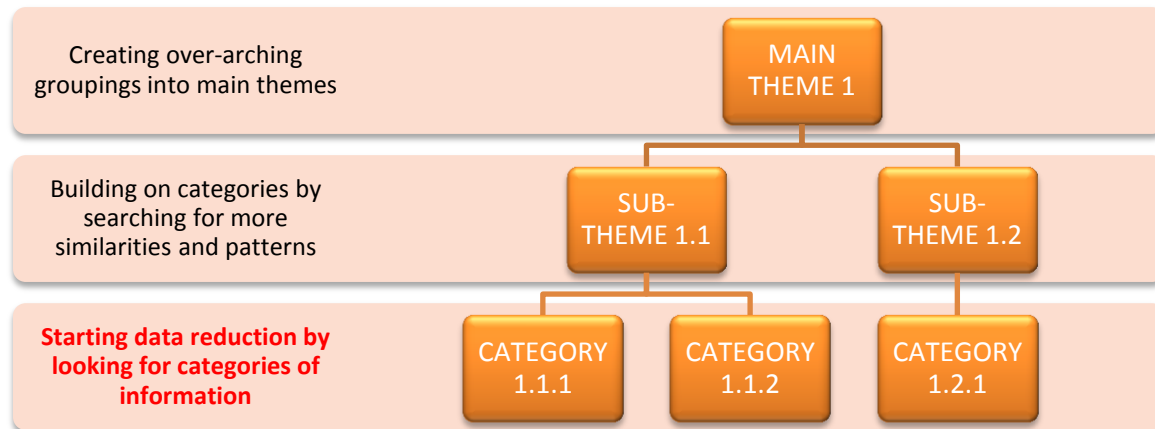 Creating over-arching
groupings into main themes
MAIN
THEME 1
Building on categories by
searching for more
similarities and patterns
SUB-
THEME 1.1
SUB-
THEME 1.2
Starting data reduction by
looking for categories of
information
CATEGORY
1.1.1
CATEGORY
1.1.2
CATEGORY
1.2.1